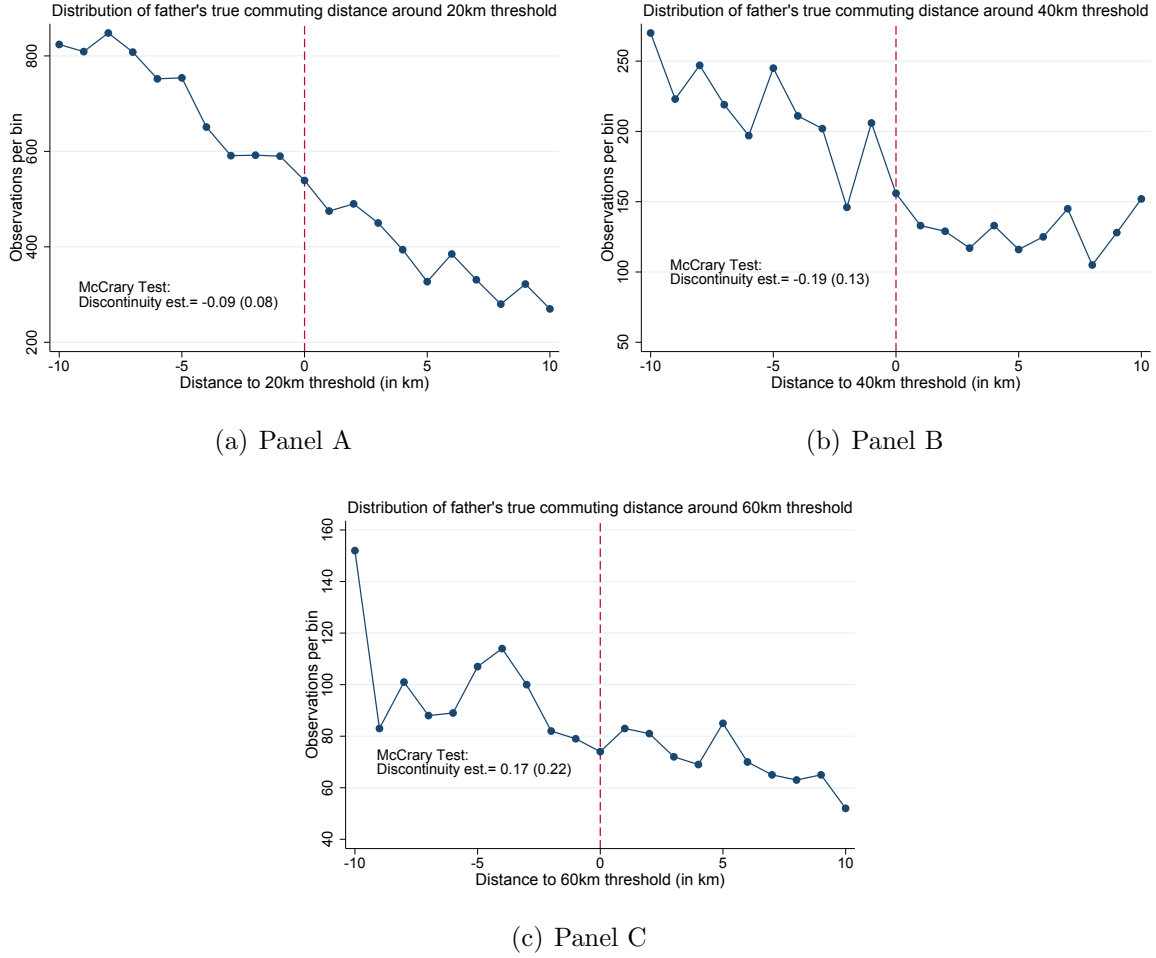 Distribution of father's true commuting distance around 20km threshold
Observations per bin
800
600
400
200
McCrary Test:
Discontinuity est.= -0.09 (0.08)
-10 -5 0 5 10
Distance to 20km threshold (in km)
(a) Panel A
Distribution of father's true commuting distance around 40km threshold
Observations per bin
250
200
150
100
50
McCrary Test:
Discontinuity est.= -0.19 (0.13)
-10 -5 0 5 10
Distance to 40km threshold (in km)
(b) Panel B
Distribution of father's true commuting distance around 60km threshold
Observations per bin
160
140
120
100
80
60
40
McCrary Test:
Discontinuity est.= 0.17 (0.22)
-10 -5 0 5 10
Distance to 60km threshold (in km)
(c) Panel C